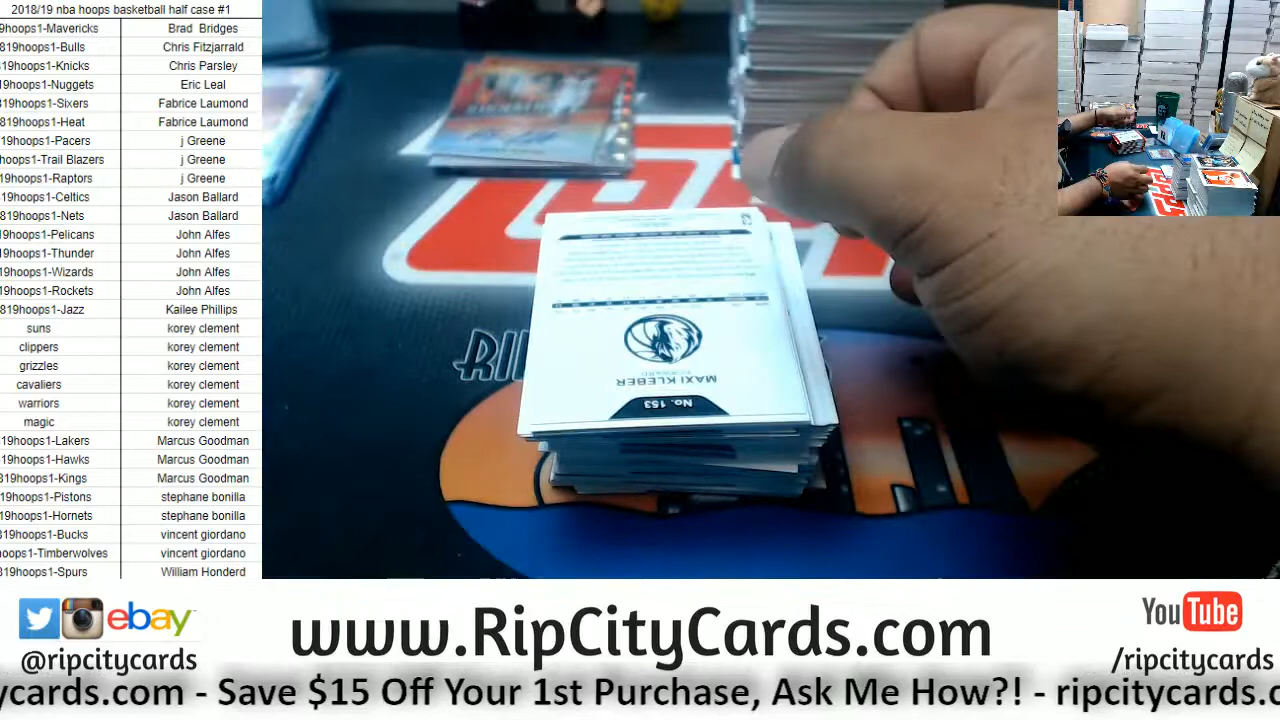 2018/19 nba hoops basketball half case #1
9hoops1-Mavericks Brad Bridges
819hoops1-Bulls Chris Fitzjarrald
819hoops1-Knicks Chris Parsley
19hoops1-Nuggets Eric Leal
819hoops1-Sixers Fabrice Laumond
819hoops1-Heat Fabrice Laumond
19hoops1-Pacers j Greene
hoops1-Trail Blazers j Greene
9hoops1-Raptors j Greene
819hoops1-Celtics Jason Ballard
819hoops1-Nets Jason Ballard
19hoops1-Pelicans John Alfes
19hoops1-Thunder John Alfes
19hoops1-Wizards John Alfes
19hoops1-Rockets John Alfes
819hoops1-Jazz Kailee Phillips
suns korey clement
clippers korey clement
grizzles korey clement
cavaliers korey clement
warriors korey clement
magic korey clement
819hoops1-Lakers Marcus Goodman
19hoops1-Hawks Marcus Goodman
819hoops1-Kings Marcus Goodman
19hoops1-Pistons stephane bonilla
19hoops1-Hornets stephane bonilla
819hoops1-Bucks vincent giordano
hoops1-Timberwolves vincent giordano
819hoops1-Spurs William Honderd
MAXI KLEBER
No. 153
ebay
@ripcitycards
www.RipCityCards.com
YouTube
/ripcitycards
ycards.com - Save $15 Off Your 1st Purchase, Ask Me How?! - ripcitycards.c